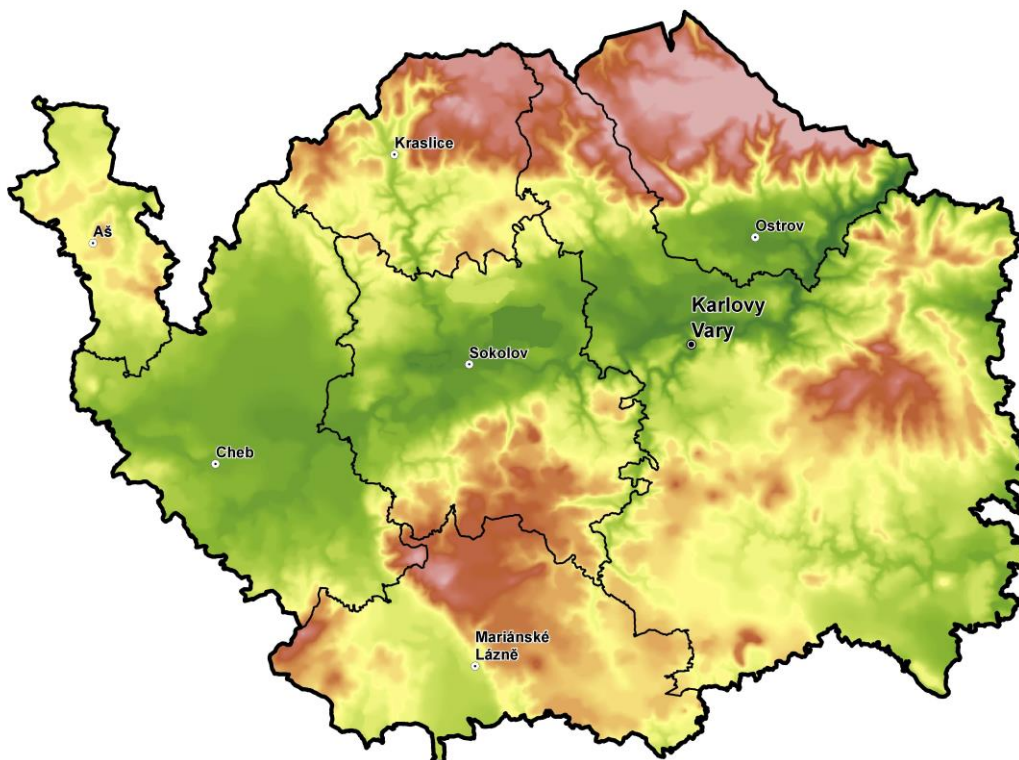 Kraslice
Aš
Ostrov
Karlovy
Vary
Sokolov
Cheb
Mariánské
Lázně